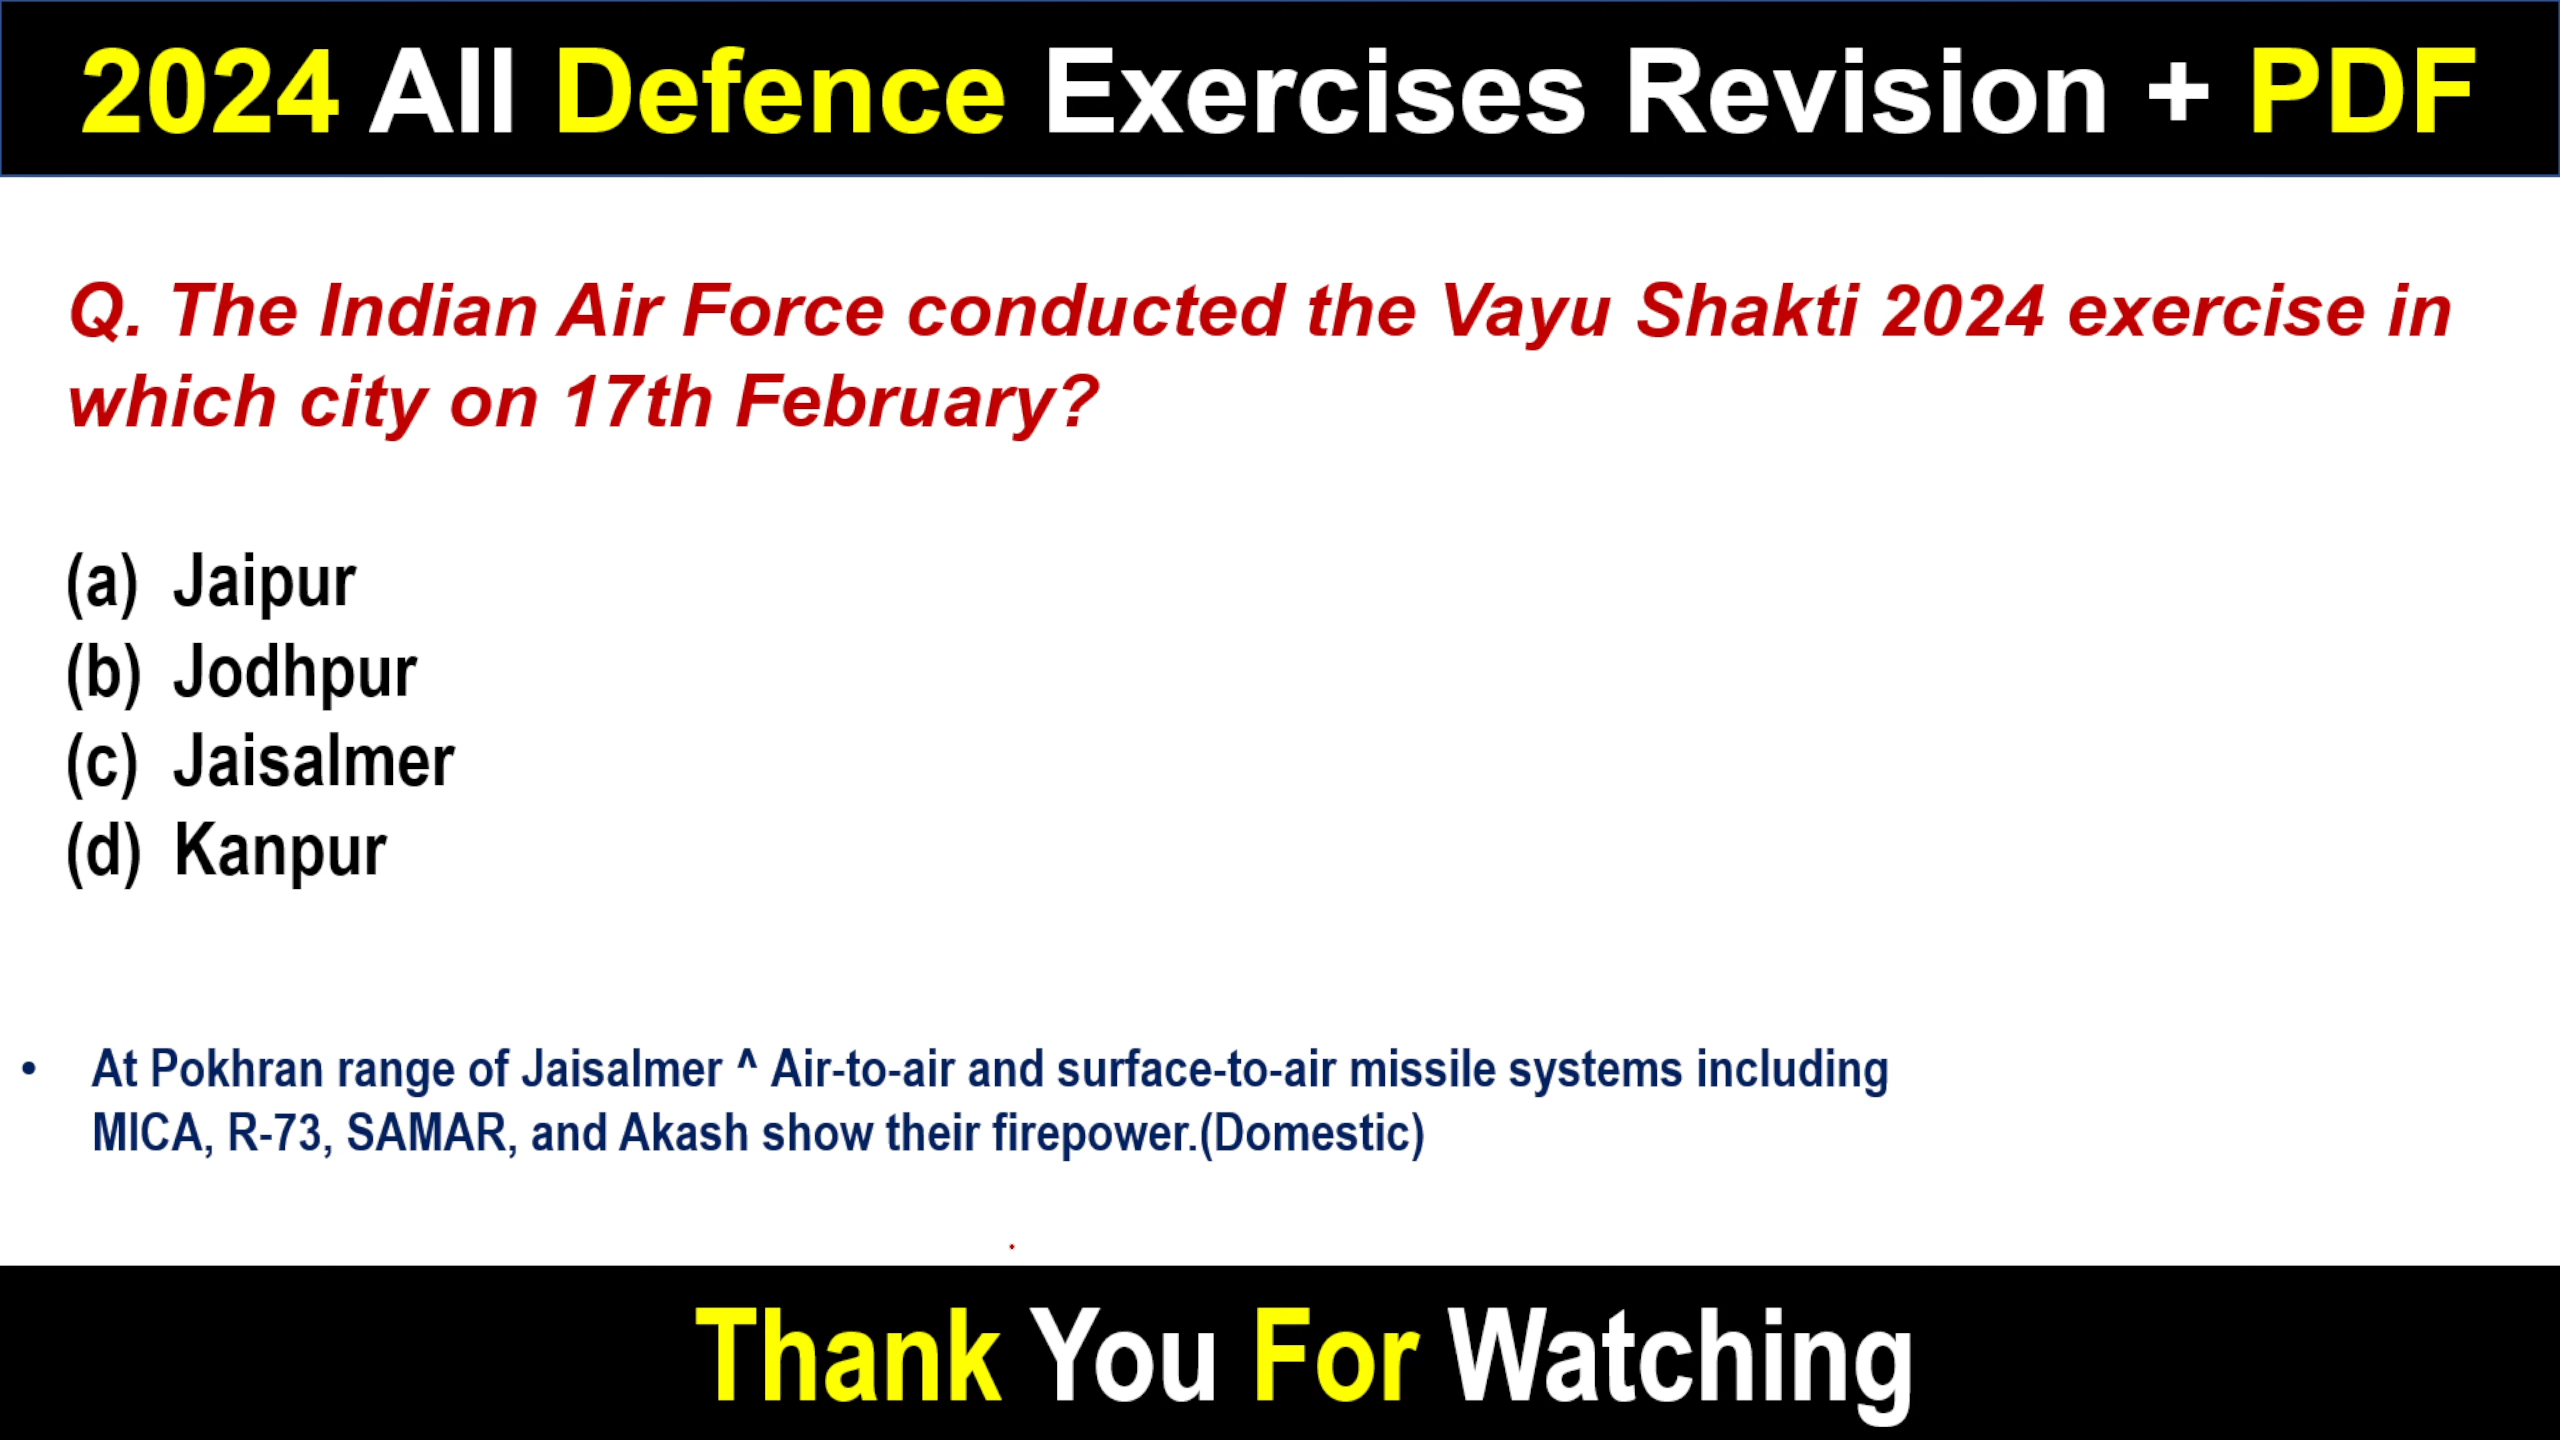 2024 All Defence Exercises Revision + PDF
Q. The Indian Air Force conducted the Vayu Shakti 2024 exercise in
which city on 17th February?
(a) Jaipur
(b) Jodhpur
(c) Jaisalmer
(d) Kanpur
• At Pokhran range of Jaisalmer ^ Air-to-air and surface-to-air missile systems including
MICA, R-73, SAMAR, and Akash show their firepower.(Domestic)
Thank You For Watching